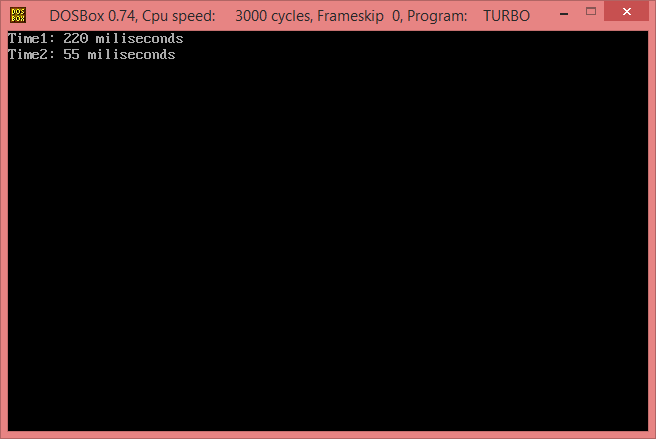 DOSBox 0.74, Cpu speed: 3000 cycles, Frameskip 0, Program: TURBO
Time1: 220 miliseconds
Time2: 55 miliseconds